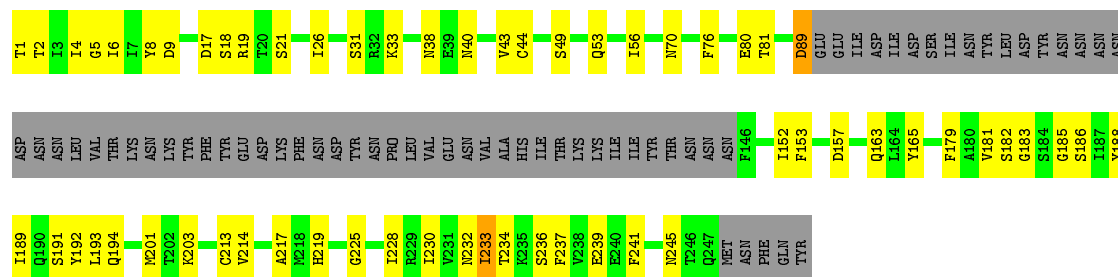 T1 T2 I3 I4 G5 I6 I7 Y8 D9 D17 S18 R19 T20 S21 I26 S31 R32 K33 N38 E39 N40 V43 C44 S49 Q53 I56 N70 F76 E80 T81 D89 GLU GLU ILE ASP ILE ASP SER ILE ASN TYR LEU ASP TYR ASN ASN ASN ASN
ASP ASN ASN LEU VAL THR LYS ASN LYS TYR PHE TYR GLU ASP LYS PHE ASN ASP TYR ASN PRO LEU VAL GLU ASN VAL ALA HIS ILE THR LYS LYS ILE ILE TYR THR ASN ASN ASN F146 I152 F153 D157 Q163 L164 Y165 F179 A180 V181 S182 G183 S184 G185 S186 I187 Y188
I189 Q190 S191 Y192 L193 Q194 M201 T202 K203 C213 V214 A217 M218 H219 G225 I228 R229 I230 V231 N232 I233 T234 K235 S236 F237 V238 E239 E240 F241 N245 T246 Q247 MET ASN PHE GLN TYR